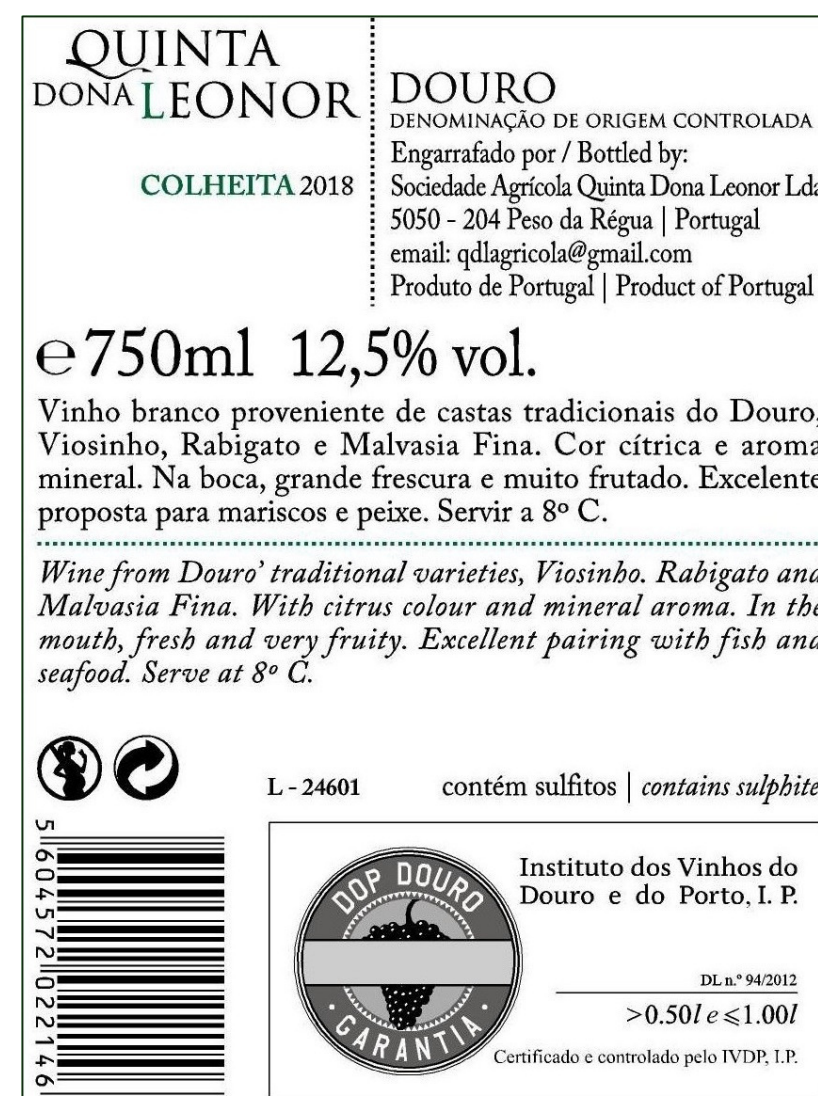 QUINTA
DONA LEONOR
COLHEITA 2018
DOURO
DENOMINAÇÃO DE ORIGEM CONTROLADA
Engarrafado por / Bottled by:
Sociedade Agrícola Quinta Dona Leonor Lda
5050 - 204 Peso da Régua | Portugal
email: qdlagricola@gmail.com
Produto de Portugal | Product of Portugal
℮750ml 12,5% vol.
Vinho branco proveniente de castas tradicionais do Douro,
Viosinho, Rabigato e Malvasia Fina. Cor cítrica e aroma
mineral. Na boca, grande frescura e muito frutado. Excelente
proposta para mariscos e peixe. Servir a 8º C.
Wine from Douro' traditional varieties, Viosinho. Rabigato and
Malvasia Fina. With citrus colour and mineral aroma. In the
mouth, fresh and very fruity. Excellent pairing with fish and
seafood. Serve at 8º C.
L - 24601
contém sulfitos | contains sulphite
5 604572 022146
DOP DOURO
GARANTIA
Instituto dos Vinhos do
Douro e do Porto, I. P.
DL n.º 94/2012
>0.50l e ≤1.00l
Certificado e controlado pelo IVDP, I.P.